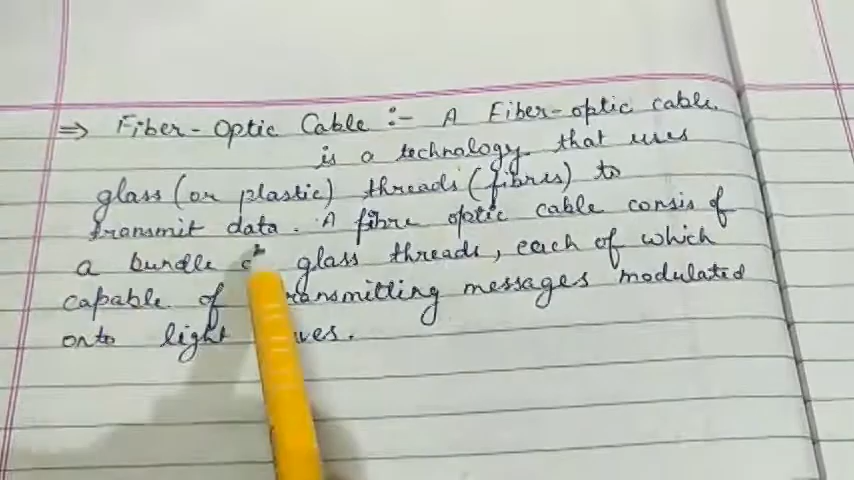 ⇒ Fiber-Optic Cable :- A Fiber-optic cable.
is a technology that uses
glass (or plastic) threads (fibres) to
transmit data. A fibre optic cable consis of
a bundle glass threads, each of which
capable of messages modulated
onto light